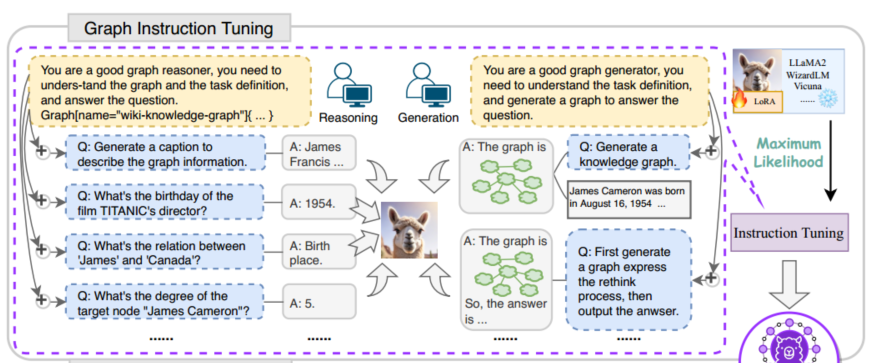 Graph Instruction Tuning
You are a good graph reasoner, you need to
unders-tand the graph and the task definition,
and answer the question.
Graph[name="wiki-knowledge-graph"]{ ... }
Reasoning
Generation
You are a good graph generator, you
need to understand the task definition,
and generate a graph to answer the
question.
Q: Generate a caption to
describe the graph information.
A: James
Francis ...
Q: What's the birthday of the
film TITANIC's director?
A: 1954.
Q: What's the relation between
'James' and 'Canada'?
A: Birth
place.
Q: What's the degree of the
target node "James Cameron"?
A: 5.
......
......
A: The graph is
Q: Generate a
knowledge graph.
James Cameron was born
in August 16, 1954 ...
A: The graph is
So, the answer
is ...
Q: First generate
a graph express
the rethink
process, then
output the anwser.
......
......
LLaMA2
WizardLM
Vicuna
......
LoRA
Maximum
Likelihood
Instruction Tuning